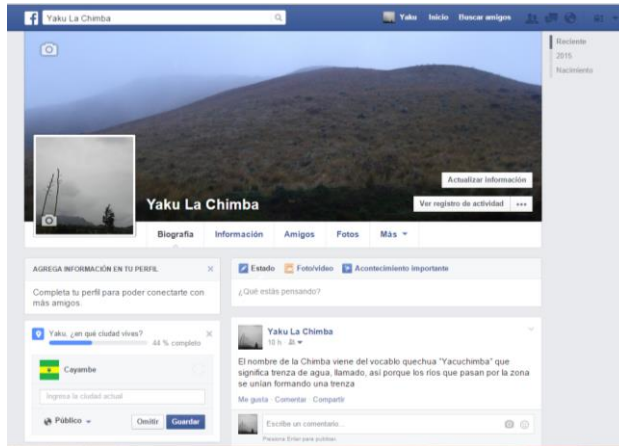 Yaku La Chimba
Yaku Inicio Buscar amigos
Reciente
2015
Nacimiento
Actualizar información
Yaku La Chimba
Ver registro de actividad
Biografía Información Amigos Fotos Más
AGREGA INFORMACIÓN EN TU PERFIL.
Completa tu perfil para poder conectarte con
más amigos.
Estado Foto/video Acontecimiento importante
¿Qué estás pensando?
Yaku, ¿en qué ciudad vives?
44 % completo
Cayambe
Ingresa la ciudad actual
Público Omitir Guardar
Yaku La Chimba
10 h
El nombre de la Chimba viene del vocablo quechua "Yacuchimba" que
significa trenza de agua, llamado, así porque los ríos que pasan por la zona
se unían formando una trenza
Me gusta · Comentar · Compartir
Escribe un comentario...
Presiona Enter para publicar.